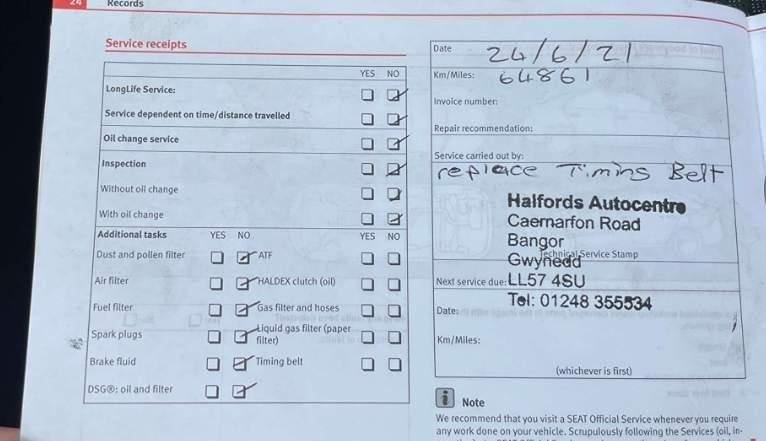 24 Records
Service receipts
YES NO
LongLife Service:
Service dependent on time/distance travelled
Oil change service
Inspection
Without oil change
With oil change
Additional tasks YES NO YES NO
Dust and pollen filter ATF
Air filter HALDEX clutch (oil)
Fuel filter Gas filter and hoses
Spark plugs Liquid gas filter (paper
filter)
Brake fluid Timing belt
DSG®: oil and filter
Date 24/6/21
Km/Miles: 64861
Invoice number:
Repair recommendation:
Service carried out by:
replace Timing Belt
Halfords Autocentre
Caernarfon Road
Bangor
Technical Service Stamp
Gwynedd
Next service due: LL57 4SU
Tel: 01248 355534
Date:
Km/Miles:
(whichever is first)
i Note
We recommend that you visit a SEAT Official Service whenever you require
any work done on your vehicle. Scrupulously following the Services (oil, in-